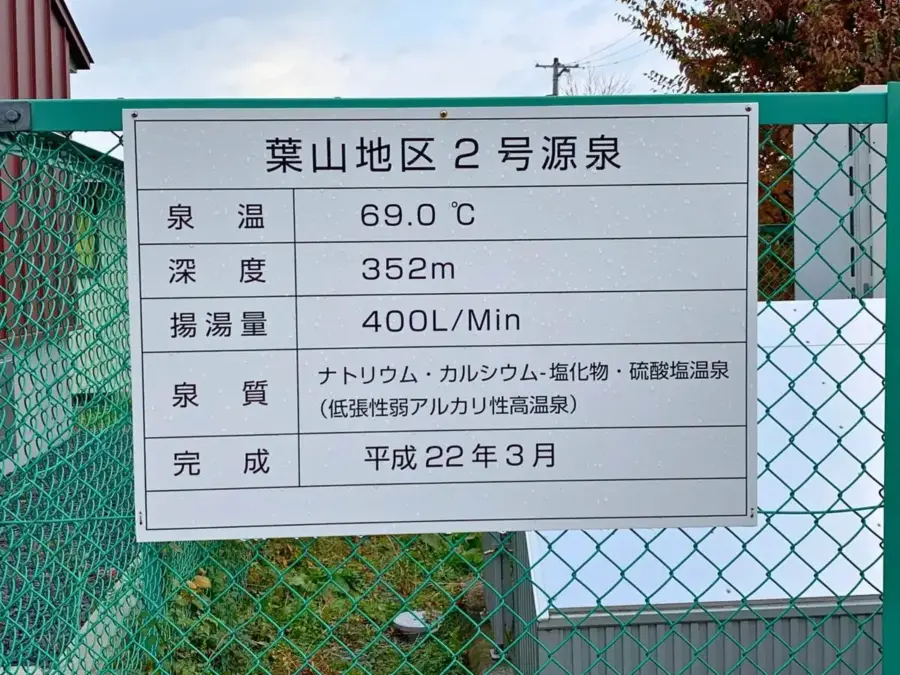 葉山地区2号源泉
泉温 69.0℃
深度 352m
揚湯量 400L/Min
泉質 ナトリウム・カルシウム-塩化物・硫酸塩温泉
(低張性弱アルカリ性高温泉)
完成 平成22年3月